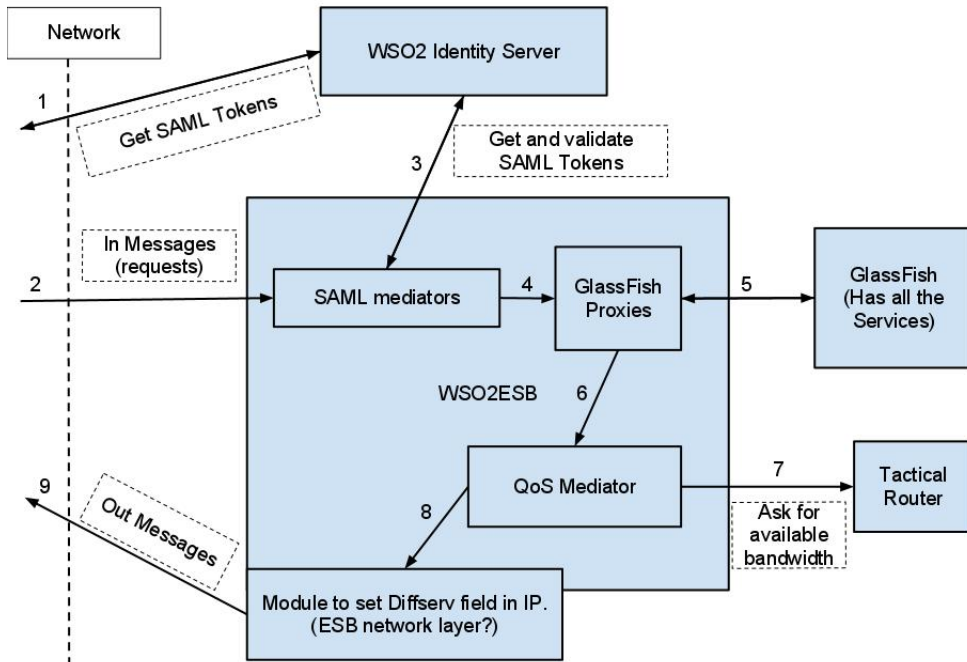 Network
WSO2 Identity Server
1
Get SAML Tokens
3
Get and validate
SAML Tokens
In Messages
(requests)
2
SAML mediators
4
GlassFish
Proxies
5
GlassFish
(Has all the
Services)
WSO2ESB
6
QoS Mediator
7
Tactical
Router
Ask for
available
bandwidth
8
9
Out Messages
Module to set Diffserv field in IP.
(ESB network layer?)